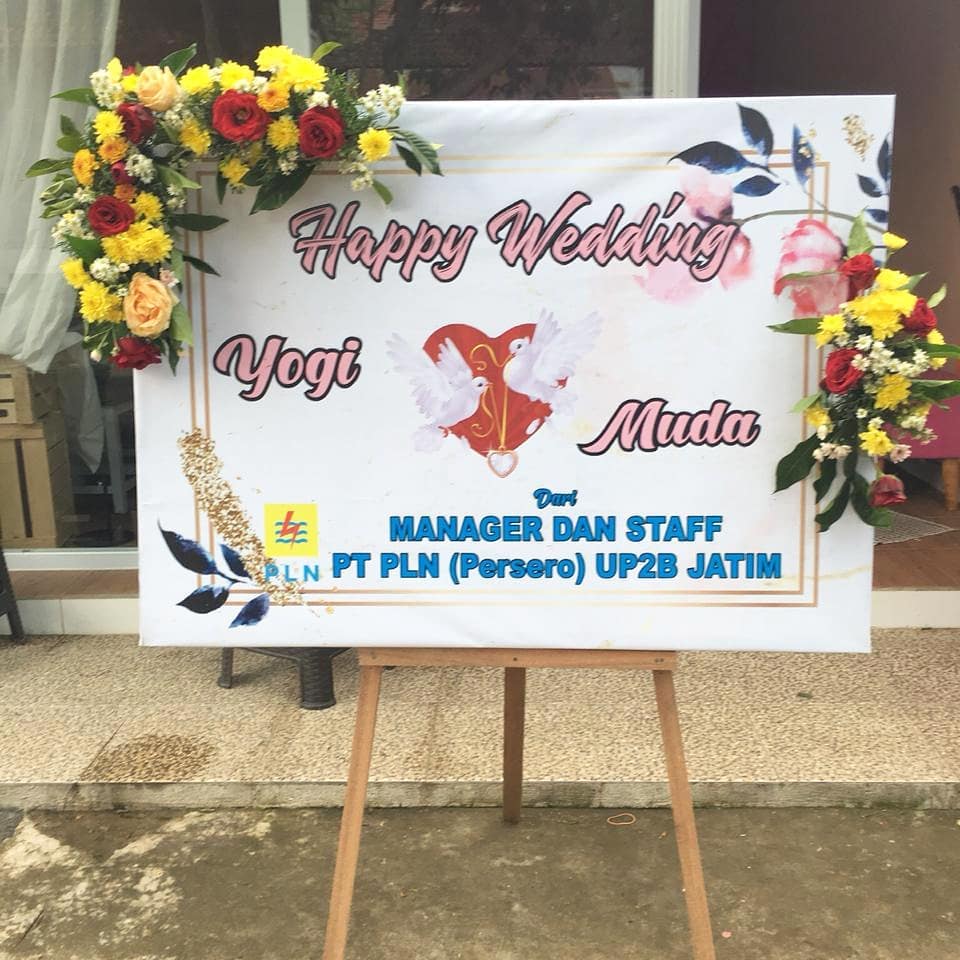 Happy Wedding
Yogi
Muda
Dari
MANAGER DAN STAFF
PLN PT PLN (Persero) UP2B JATIM